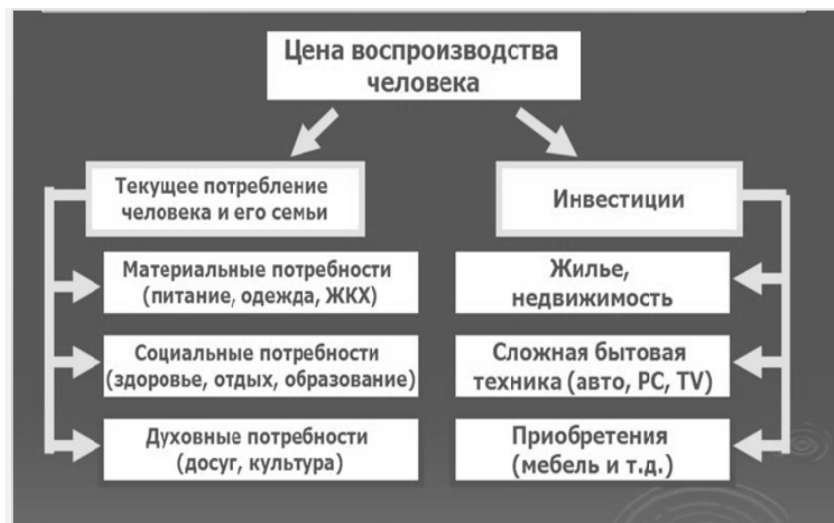 Цена воспроизводства
человека
Текущее потребление
человека и его семьи
Материальные потребности
(питание, одежда, ЖКХ)
Социальные потребности
(здоровье, отдых, образование)
Духовные потребности
(досуг, культура)
Инвестиции
Жилье,
недвижимость
Сложная бытовая
техника (авто, PC, TV)
Приобретения
(мебель и т.д.)